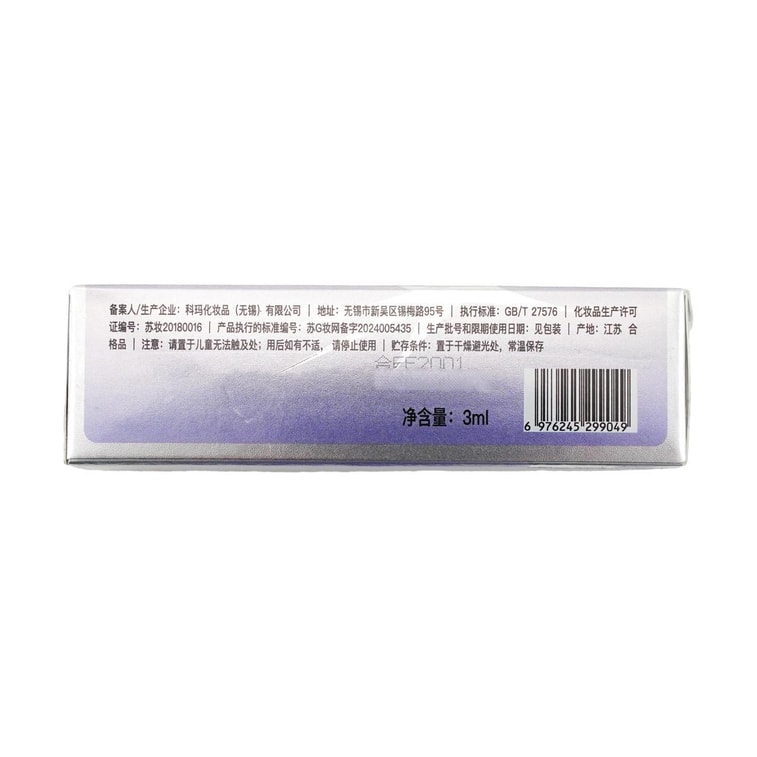 备案人/生产企业：科玛化妆品（无锡）有限公司 | 地址：无锡市新吴区锡梅路95号 | 执行标准：GB/T 27576 | 化妆品生产许可
证编号：苏妆20180016 | 产品执行的标准编号：苏G妆网备字2024005435 | 生产批号和限期使用日期：见包装 | 产地：江苏 合
格品 | 注意：请置于儿童无法触及处；用后如有不适，请停止使用 | 贮存条件：置于干燥避光处，常温保存
净含量：3ml
6 976245 299049